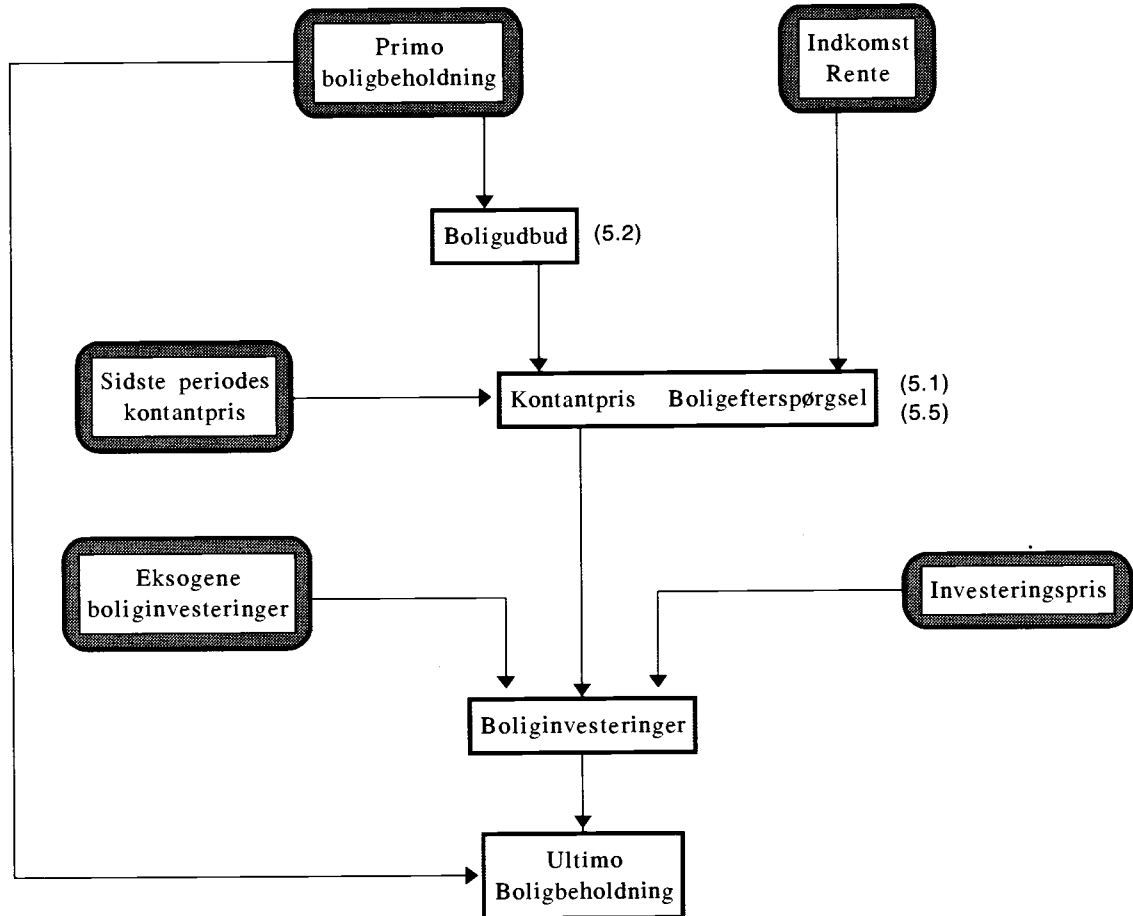 Primo
boligbeholdning
Indkomst
Rente
Boligudbud (5.2)
Sidste periodes
kontantpris
Kontantpris Boligefterspørgsel (5.1)
(5.5)
Eksogene
boliginvesteringer
Investeringspris
Boliginvesteringer
Ultimo
Boligbeholdning